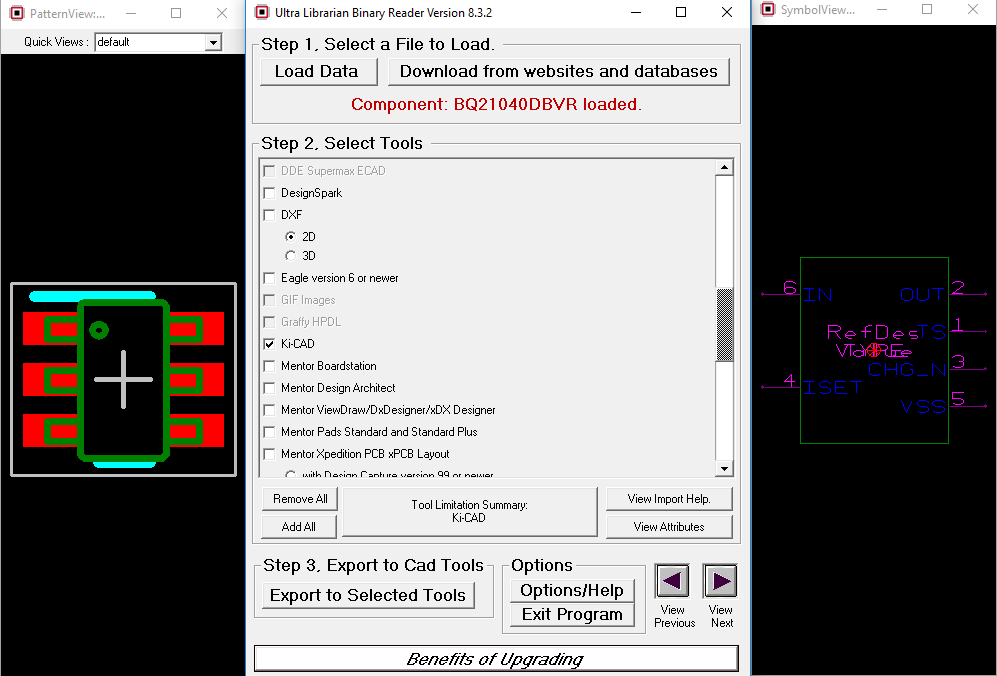 PatternView:...
Quick Views :
default
Ultra Librarian Binary Reader Version 8.3.2
Step 1, Select a File to Load.
Load Data
Download from websites and databases
Component: BQ21040DBVR loaded.
Step 2, Select Tools
DDE Supermax ECAD
DesignSpark
DXF
2D
3D
Eagle version 6 or newer
GIF Images
Graffy HPDL
Ki-CAD
Mentor Boardstation
Mentor Design Architect
Mentor ViewDraw/DxDesigner/xDX Designer
Mentor Pads Standard and Standard Plus
Mentor Xpedition PCB xPCB Layout
with Design Capture version 99 or newer
Remove All
Add All
Tool Limitation Summary:
Ki-CAD
View Import Help.
View Attributes
Step 3, Export to Cad Tools
Export to Selected Tools
Options
Options/Help
Exit Program
View
Previous
View
Next
Benefits of Upgrading
SymbolView...
6 IN
OUT 2
RefDes
TS 1
CHG_N 3
4 ISET
VSS 5